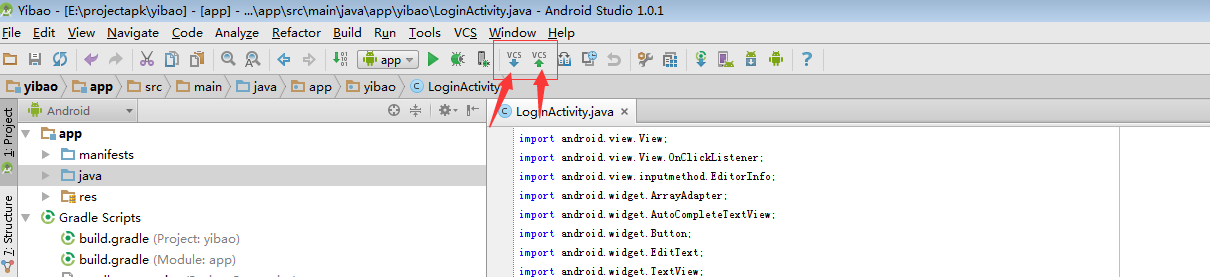 Yibao - [E:\projectapk\yibao] - [app] - ...\app\src\main\java\app\yibao\LoginActivity.java - Android Studio 1.0.1
File Edit View Navigate Code Analyze Refactor Build Run Tools VCS Window Help
app VCS VCS
yibao app src main java app yibao LoginActivity
Android
LoginActivity.java
1: Project
7: Structure
app
manifests
java
res
Gradle Scripts
build.gradle (Project: yibao)
build.gradle (Module: app)
import android.view.View;
import android.view.View.OnClickListener;
import android.view.inputmethod.EditorInfo;
import android.widget.ArrayAdapter;
import android.widget.AutoCompleteTextView;
import android.widget.Button;
import android.widget.EditText;
import android.widget.TextView;